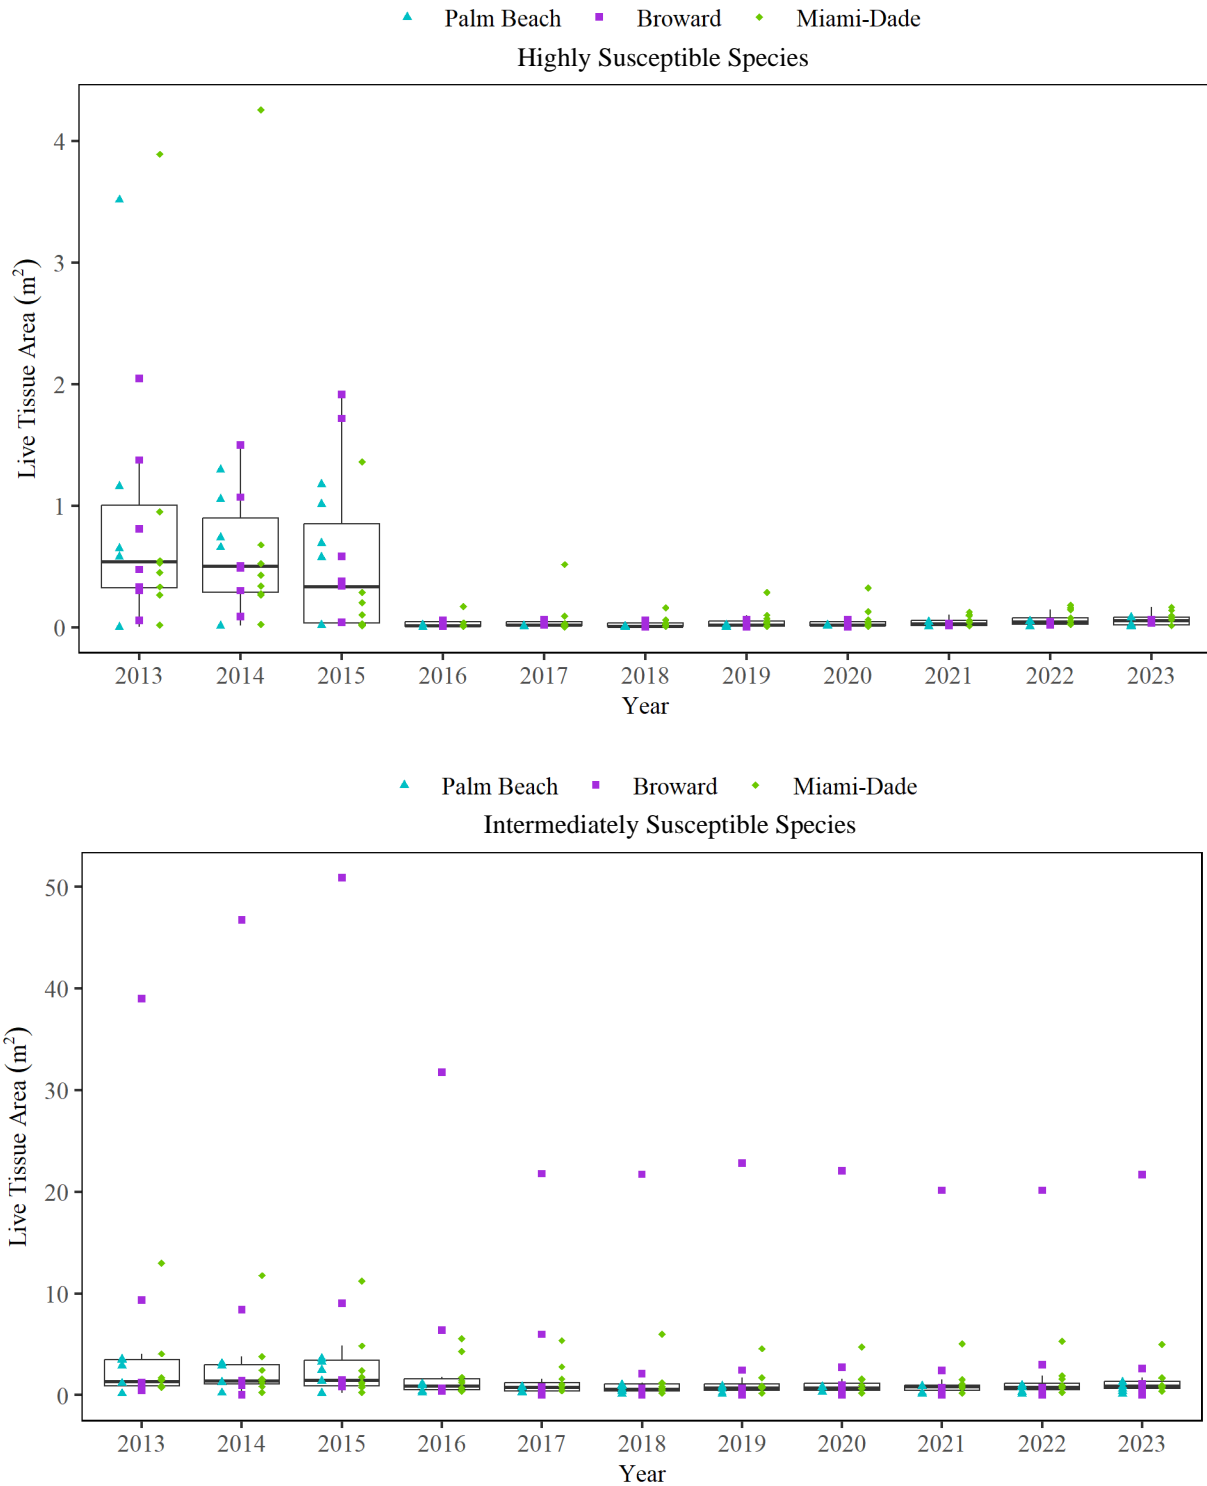 Palm Beach Broward Miami-Dade
Highly Susceptible Species
Live Tissue Area (m²)
4
3
2
1
0
2013 2014 2015 2016 2017 2018 2019 2020 2021 2022 2023
Year
Palm Beach Broward Miami-Dade
Intermediately Susceptible Species
Live Tissue Area (m²)
50
40
30
20
10
0
2013 2014 2015 2016 2017 2018 2019 2020 2021 2022 2023
Year